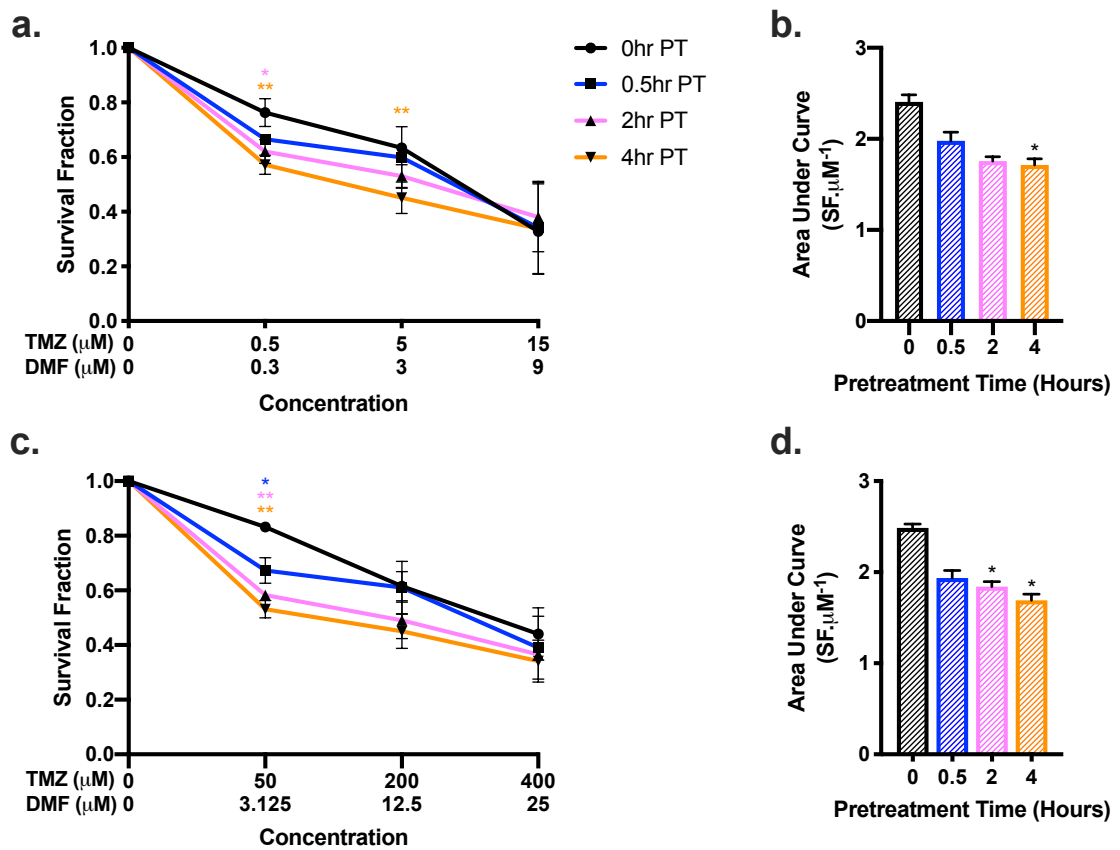 a.
1.0
0.8
0.6
0.4
0.2
0.0
Survival Fraction
*
**
**
0hr PT
0.5hr PT
2hr PT
4hr PT
TMZ (μM) 0 0.5 5 15
DMF (μM) 0 0.3 3 9
Concentration
b.
3
2
1
0
Area Under Curve
(SF.μM-1)
*
0 0.5 2 4
Pretreatment Time (Hours)
c.
1.0
0.8
0.6
0.4
0.2
0.0
Survival Fraction
*
**
**
TMZ (μM) 0 50 200 400
DMF (μM) 0 3.125 12.5 25
Concentration
d.
3
2
1
0
Area Under Curve
(SF.μM-1)
* *
0 0.5 2 4
Pretreatment Time (Hours)